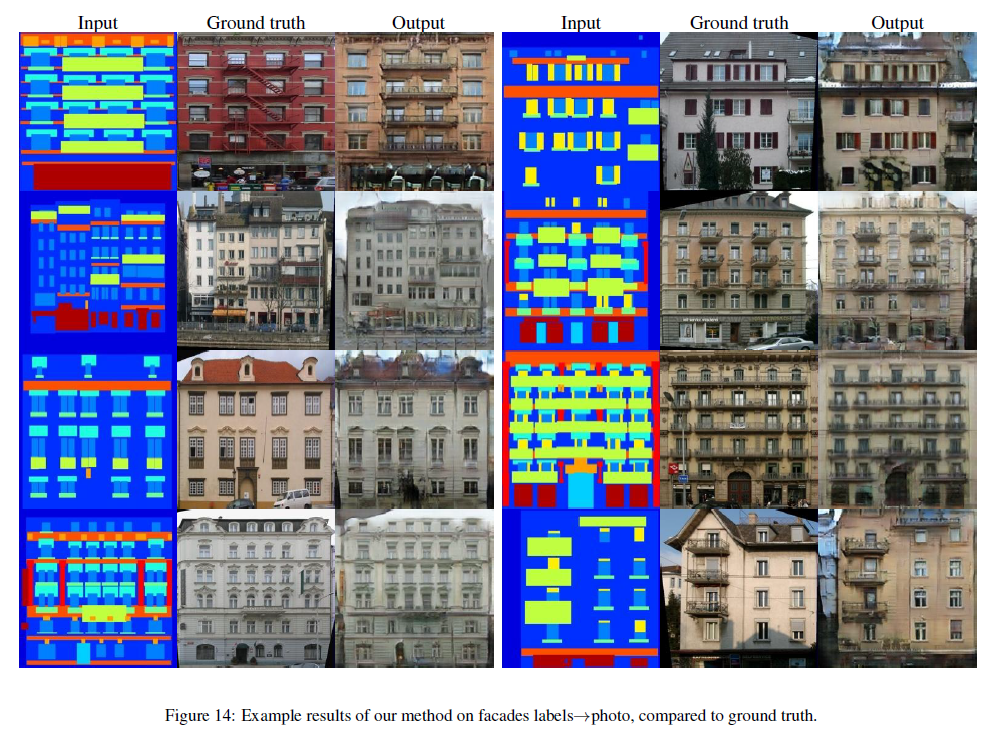 Input Ground truth Output Input Ground truth Output
Figure 14: Example results of our method on facades labels→photo, compared to ground truth.